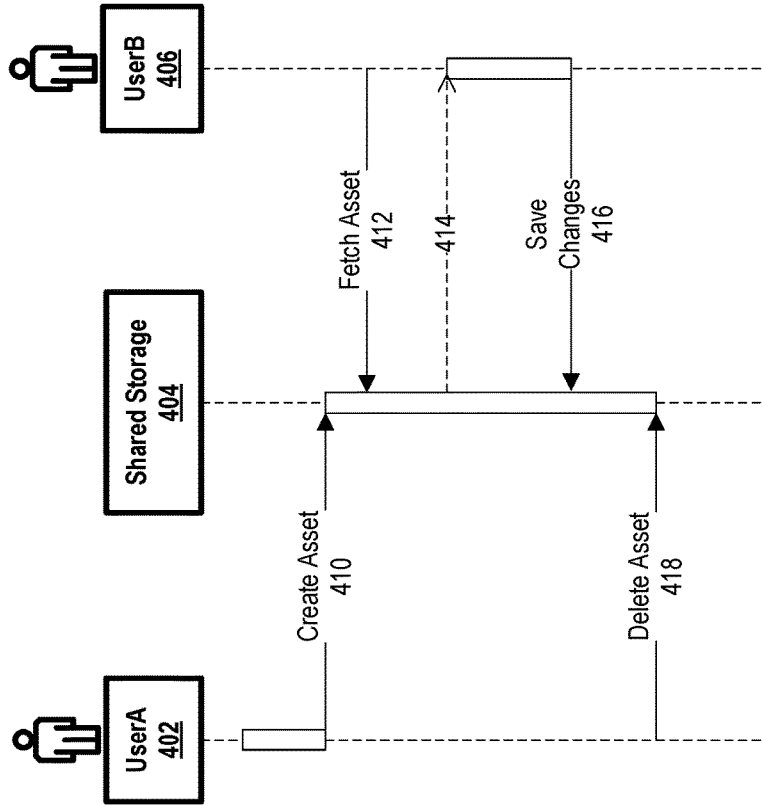 UserA
402
Shared Storage
404
UserB
406
Create Asset
410
Fetch Asset
412
414
Save
Changes
416
Delete Asset
418